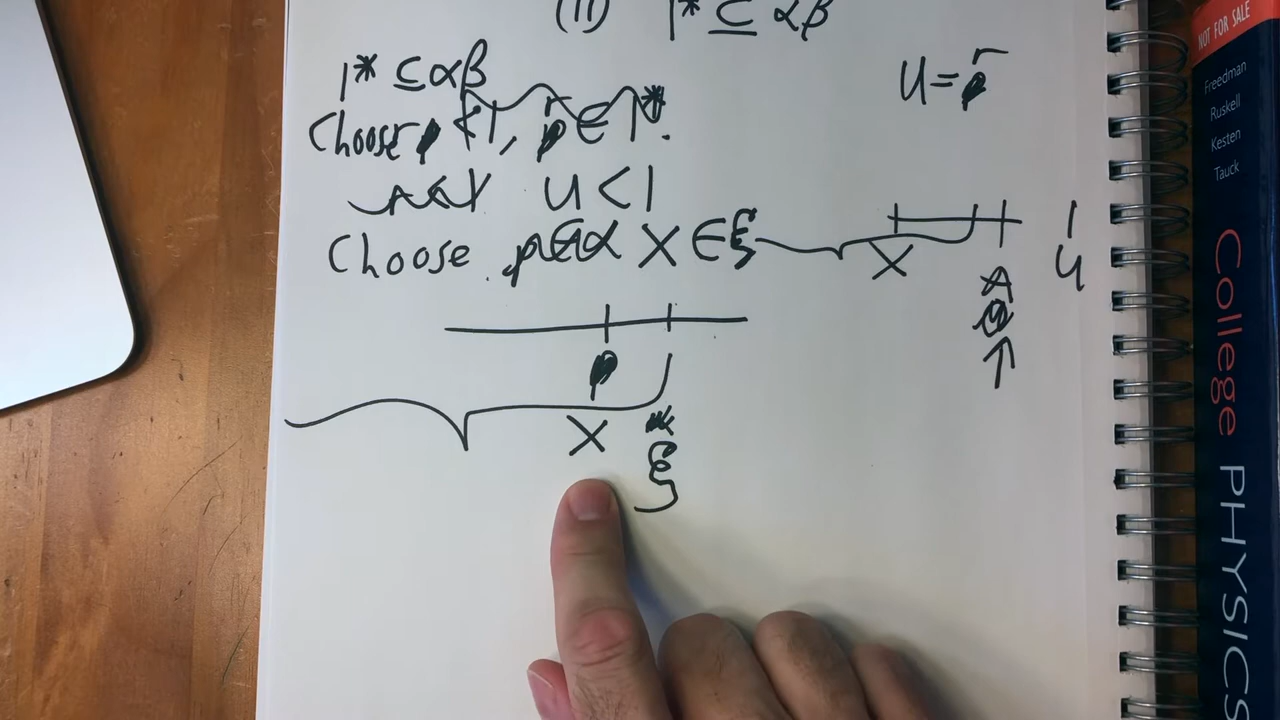 (II) 1* ⊆ αβ
1* ⊆ αβ
U = r
Choose p < 1, r ∈ 1*.
U < 1
Choose p∈α X ∈ ξ
X
1
U
p
X
ξ
NOT FOR SALE
Freedman
Ruskell
Kesten
Tauck
College PHYSICS